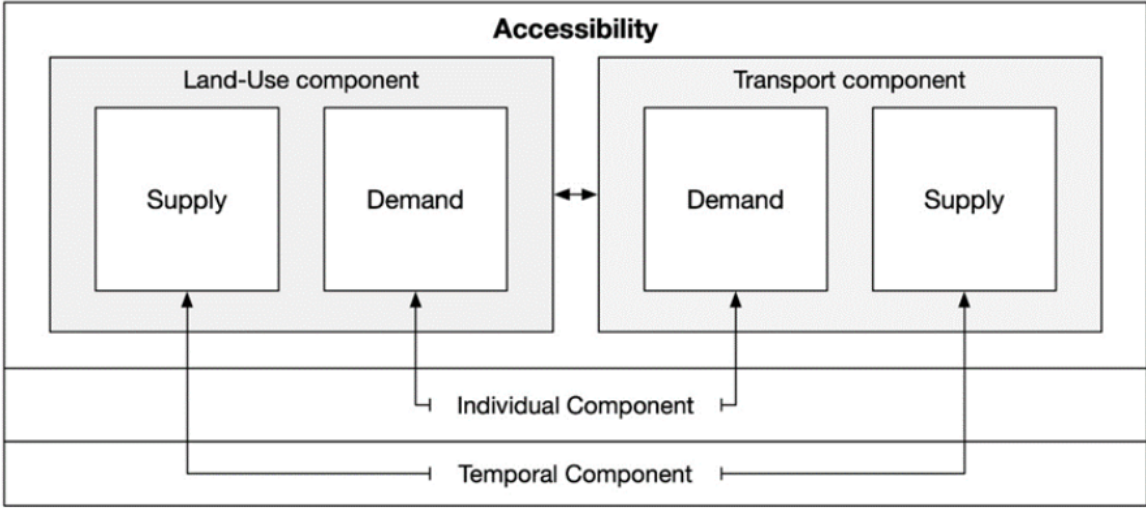 Accessibility
Land-Use component
Transport component
Supply
Demand
Demand
Supply
Individual Component
Temporal Component